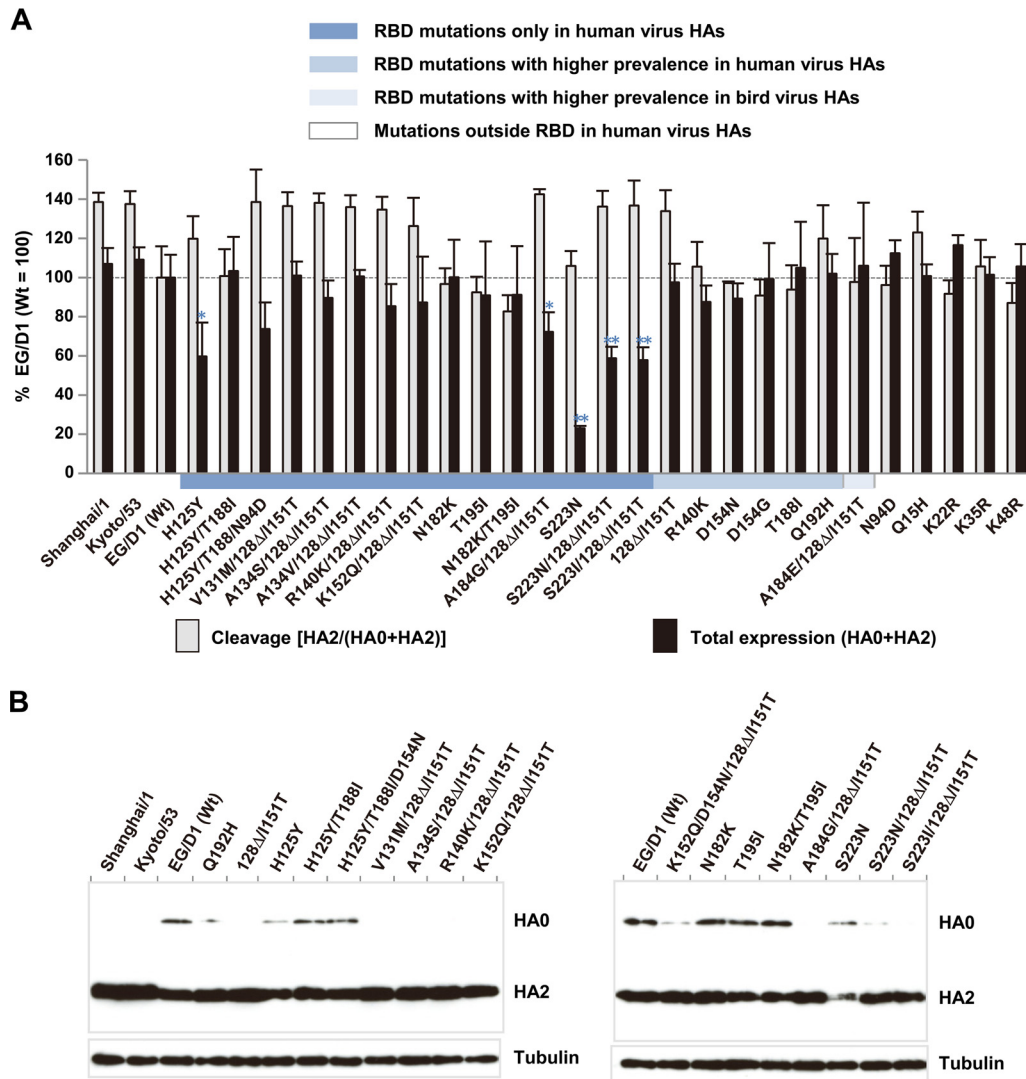 A
RBD mutations only in human virus HAs
RBD mutations with higher prevalence in human virus HAs
RBD mutations with higher prevalence in bird virus HAs
Mutations outside RBD in human virus HAs
% EG/D1 (Wt = 100)
160
140
120
100
80
60
40
20
0
*
*
**
**
**
Shanghai/1
Kyoto/53
EG/D1 (Wt)
H125Y
H125Y/T188I
H125Y/T188I/N94D
V131M/128Δ/I151T
A134S/128Δ/I151T
A134V/128Δ/I151T
R140K/128Δ/I151T
K152Q/128Δ/I151T
N182K
T195I
N182K/T195I
A184G/128Δ/I151T
S223N
S223N/128Δ/I151T
S223I/128Δ/I151T
128Δ/I151T
R140K
D154N
D154G
T188I
Q192H
A184E/128Δ/I151T
N94D
Q15H
K22R
K35R
K48R
Cleavage [HA2/(HA0+HA2)]
Total expression (HA0+HA2)
B
Shanghai/1
Kyoto/53
EG/D1 (Wt)
Q192H
128Δ/I151T
H125Y
H125Y/T188I
H125Y/T188I/D154N
V131M/128Δ/I151T
A134S/128Δ/I151T
R140K/128Δ/I151T
K152Q/128Δ/I151T
HA0
HA2
Tubulin
EG/D1 (Wt)
K152Q/D154N/128Δ/I151T
N182K
T195I
N182K/T195I
A184G/128Δ/I151T
S223N
S223N/128Δ/I151T
S223I/128Δ/I151T
HA0
HA2
Tubulin